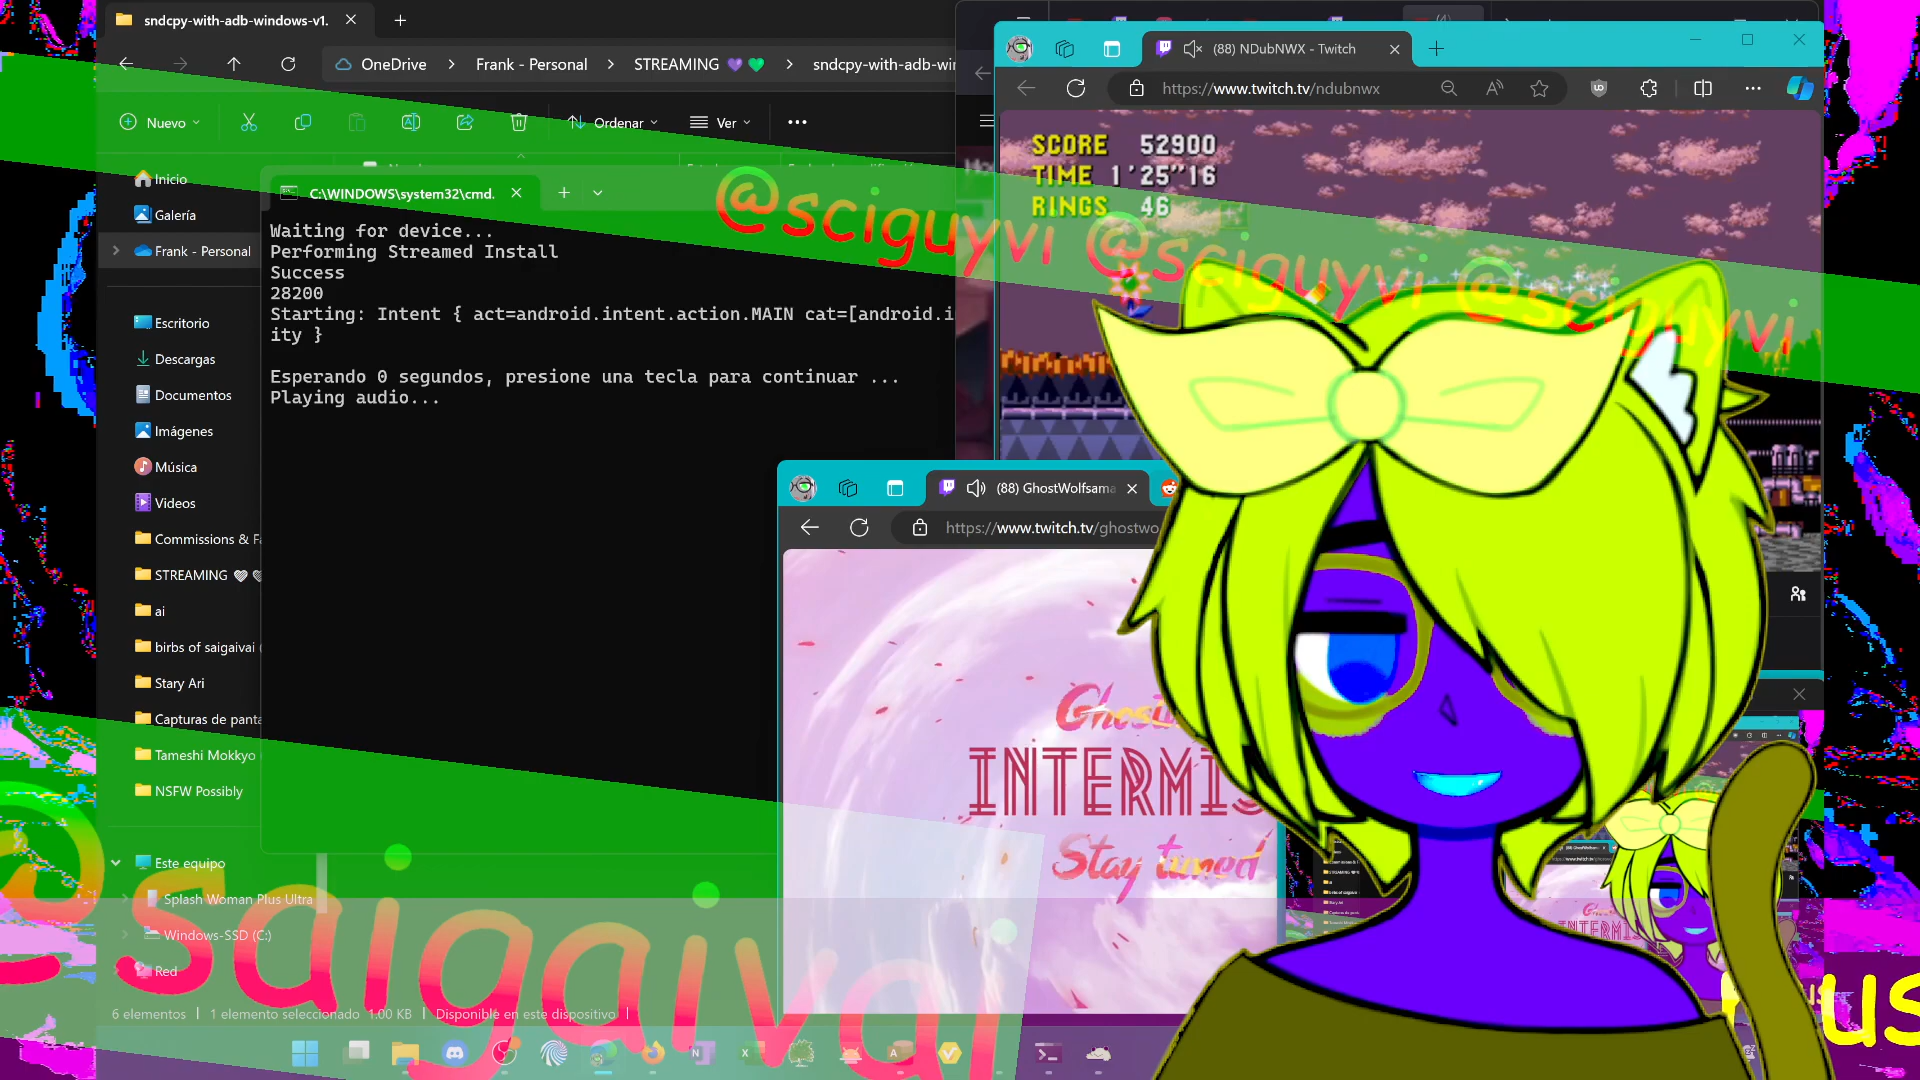 sndcpy-with-adb-windows-v1.
OneDrive > Frank - Personal > STREAMING 💜💚 > sndcpy-with-adb-wi
Nuevo
Ordenar
Ver
Inicio
Galería
Frank - Personal
Escritorio
Descargas
Documentos
Imágenes
Música
Videos
Commissions & F
STREAMING
ai
birbs of saigaivai
Stary Ari
Capturas de panta
Tameshi Mokkyo
NSFW Possibly
Este equipo
Splash Woman Plus Ultra
Windows-SSD (C:)
Red
6 elementos | 1 elemento seleccionado 1,00 KB | Disponible en este dispositivo |
C:\WINDOWS\system32\cmd.
Waiting for device...
Performing Streamed Install
Success
28200
Starting: Intent { act=android.intent.action.MAIN cat=[android.i
ity }
Esperando 0 segundos, presione una tecla para continuar ...
Playing audio...
@sciguyvi @sciguyvi @sciguyvi
(88) NDubNWX - Twitch
https://www.twitch.tv/ndubnwx
SCORE 52900
TIME 1'25"16
RINGS 46
(88) GhostWolfsama
https://www.twitch.tv/ghostwo
INTERMIS
Stay tuned
@saigaivai